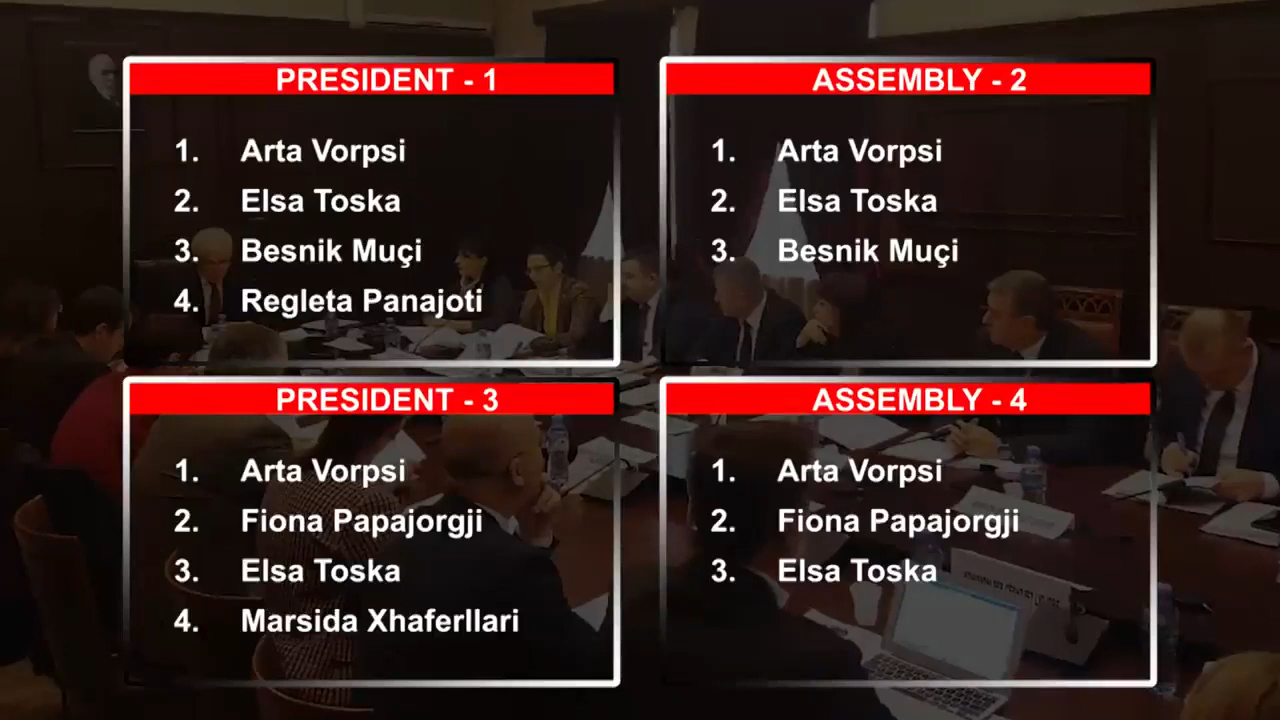 PRESIDENT - 1
1. Arta Vorpsi
2. Elsa Toska
3. Besnik Muçi
4. Regleta Panajoti
ASSEMBLY - 2
1. Arta Vorpsi
2. Elsa Toska
3. Besnik Muçi
PRESIDENT - 3
1. Arta Vorpsi
2. Fiona Papajorgji
3. Elsa Toska
4. Marsida Xhaferllari
ASSEMBLY - 4
1. Arta Vorpsi
2. Fiona Papajorgji
3. Elsa Toska